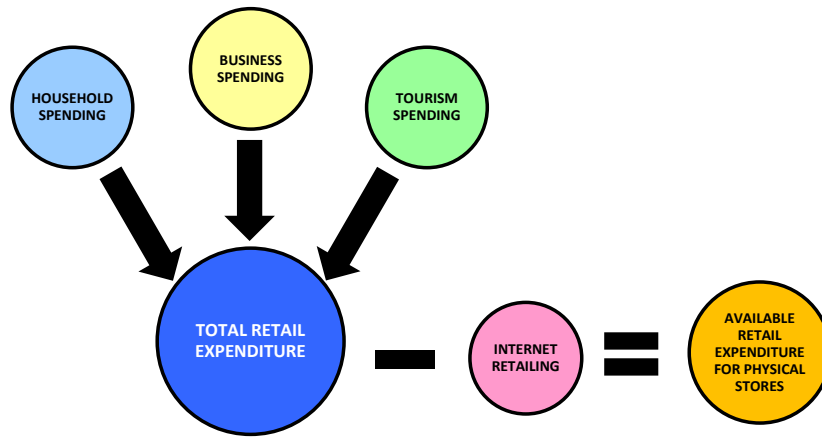 HOUSEHOLD
SPENDING
BUSINESS
SPENDING
TOURISM
SPENDING
TOTAL RETAIL
EXPENDITURE
INTERNET
RETAILING
AVAILABLE
RETAIL
EXPENDITURE
FOR PHYSICAL
STORES